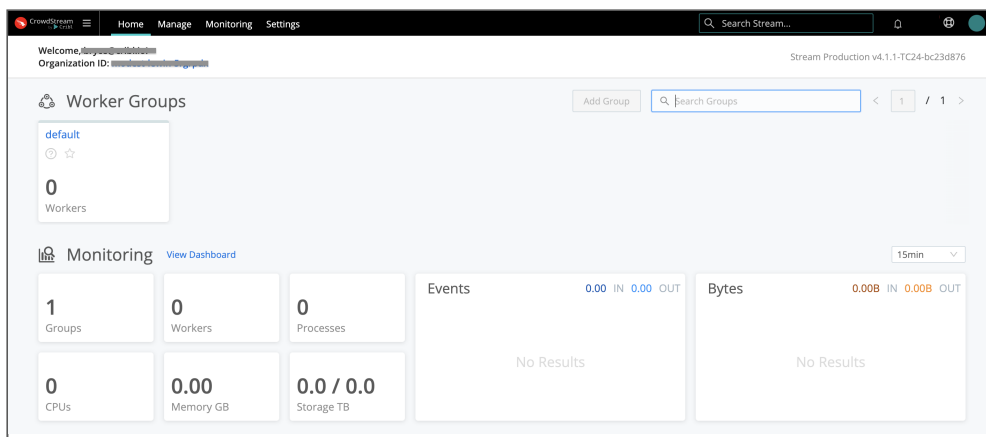 CrowdStream
by Cribl
Home Manage Monitoring Settings
Search Stream...
Welcome,
Organization ID:
Stream Production v4.1.1-TC24-bc23d876
Worker Groups
Add Group
Search Groups
< 1 / 1 >
default
0
Workers
Monitoring
View Dashboard
15min
1
Groups
0
Workers
0
Processes
Events
0.00 IN 0.00 OUT
No Results
Bytes
0.00B IN 0.00B OUT
No Results
0
CPUs
0.00
Memory GB
0.0 / 0.0
Storage TB